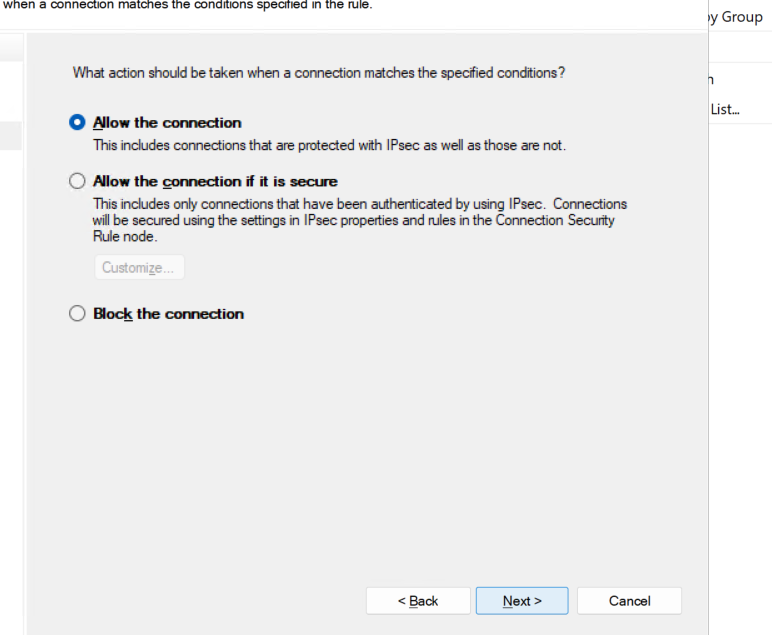 when a connection matches the conditions specified in the rule.
by Group
What action should be taken when a connection matches the specified conditions?
List...
Allow the connection
This includes connections that are protected with IPsec as well as those are not.
Allow the connection if it is secure
This includes only connections that have been authenticated by using IPsec. Connections
will be secured using the settings in IPsec properties and rules in the Connection Security
Rule node.
Customize...
Block the connection
< Back
Next >
Cancel